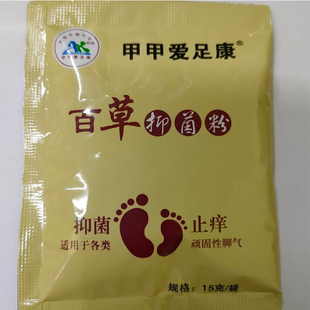 甲甲爱足康®
百草抑菌粉
抑菌 止痒
适用于各类 顽固性脚气
规格：15克/袋